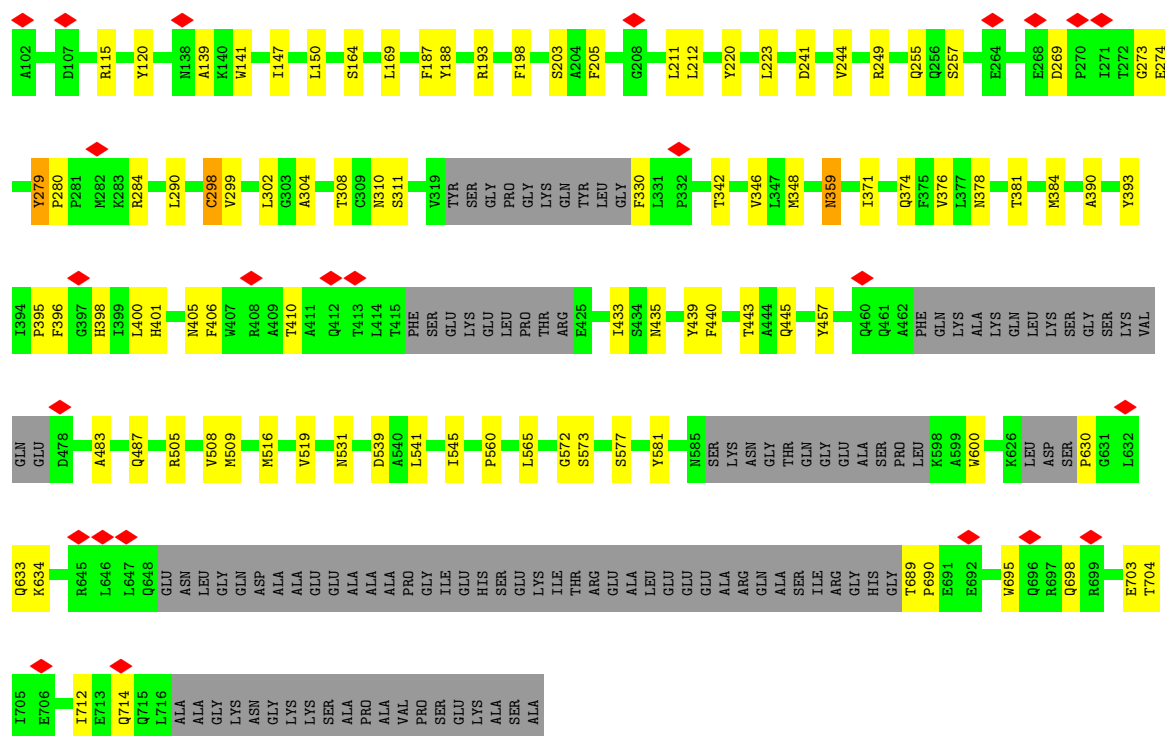 A102 D107 R115 Y120 N138 A139 K140 W141 I147 L150 S164 L169 F187 Y188 R193 F198 S203 A204 F205 G208 L211 L212 Y220 L223 D241 V244 R249 Q255 Q256 S257 E264 E268 D269 P270 I271 T272 G273 E274
Y279 P280 P281 M282 K283 R284 L290 C298 V299 L302 G303 A304 T308 C309 N310 S311 V319 TYR SER GLY PRO GLY LYS GLN TYR LEU GLY F330 L331 P332 T342 V346 L347 M348 N359 I371 Q374 F375 V376 L377 N378 T381 M384 A390 Y393
I394 P395 F396 G397 H398 I399 L400 H401 N405 F406 W407 R408 A409 T410 A411 Q412 T413 L414 T415 PHE SER GLU LYS GLU LEU PRO THR ARG E425 I433 S434 N435 Y439 F440 T443 A444 Q445 Y457 Q460 Q461 A462 PHE GLN LYS ALA LYS GLN LEU LYS SER GLY SER LYS VAL
GLN GLU D478 A483 Q487 R505 V508 M509 M516 V519 N531 D539 A540 L541 I545 P560 L565 G572 S573 S577 Y581 N585 SER LYS ASN GLY THR GLN GLY GLU ALA SER PRO LEU K598 A599 W600 K626 LEU ASP SER P630 G631 L632
Q633 K634 R645 L646 L647 Q648 GLU ASN LEU GLY GLN ASP ALA ALA GLU GLU ALA ALA ALA PRO GLY ILE GLU HIS SER GLU LYS ILE THR ARG GLU ALA LEU GLU GLU GLU ALA ARG GLN ALA SER ILE ARG GLY HIS GLY T689 P690 E691 E692 W695 Q696 R697 Q698 R699 E703 T704
I705 E706 I712 E713 Q714 Q715 L716 ALA ALA GLY LYS ASN GLY LYS LYS SER ALA PRO ALA VAL PRO SER GLU LYS ALA SER ALA